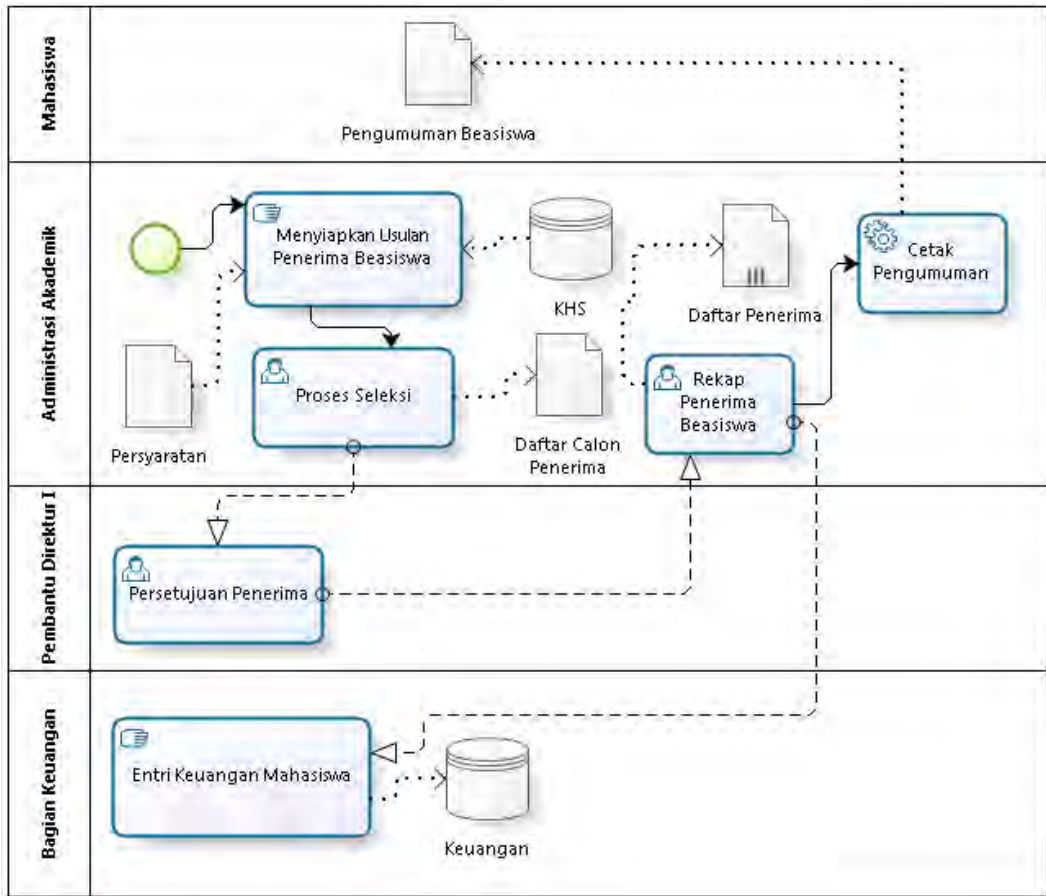 Mahasiswa
Pengumuman Beasiswa
Administrasi Akademik
Menyiapkan Usulan
Penerima Beasiswa
KHS
Daftar Penerima
Cetak
Pengumuman
Persyaratan
Proses Seleksi
Daftar Calon
Penerima
Rekap
Penerima
Beasiswa
Pembantu Direktur I
Persetujuan Penerima
Bagian Keuangan
Entri Keuangan Mahasiswa
Keuangan